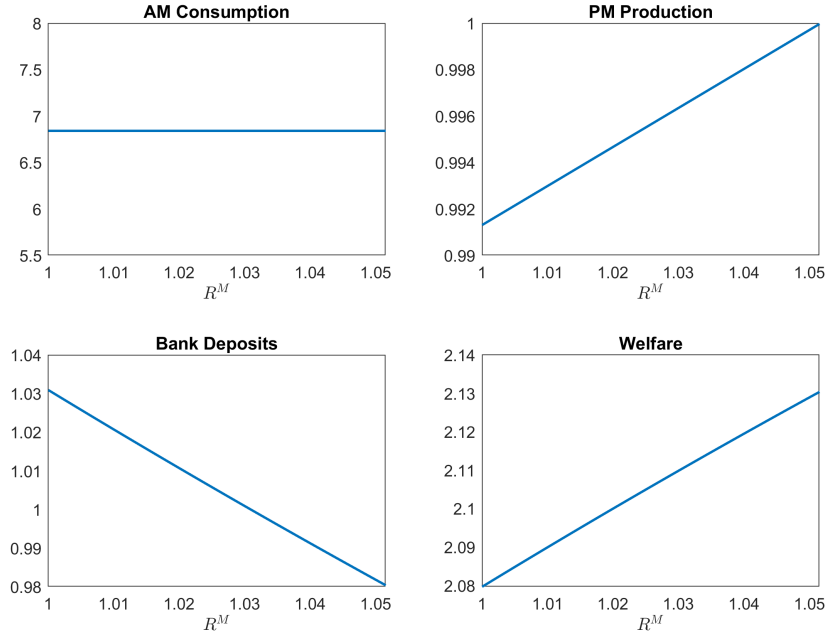 AM Consumption
8
7.5
7
6.5
6
5.5
1 1.01 1.02 1.03 1.04 1.05
R^M
PM Production
1
0.998
0.996
0.994
0.992
0.99
1 1.01 1.02 1.03 1.04 1.05
R^M
Bank Deposits
1.04
1.03
1.02
1.01
1
0.99
0.98
1 1.01 1.02 1.03 1.04 1.05
R^M
Welfare
2.14
2.13
2.12
2.11
2.1
2.09
2.08
1 1.01 1.02 1.03 1.04 1.05
R^M